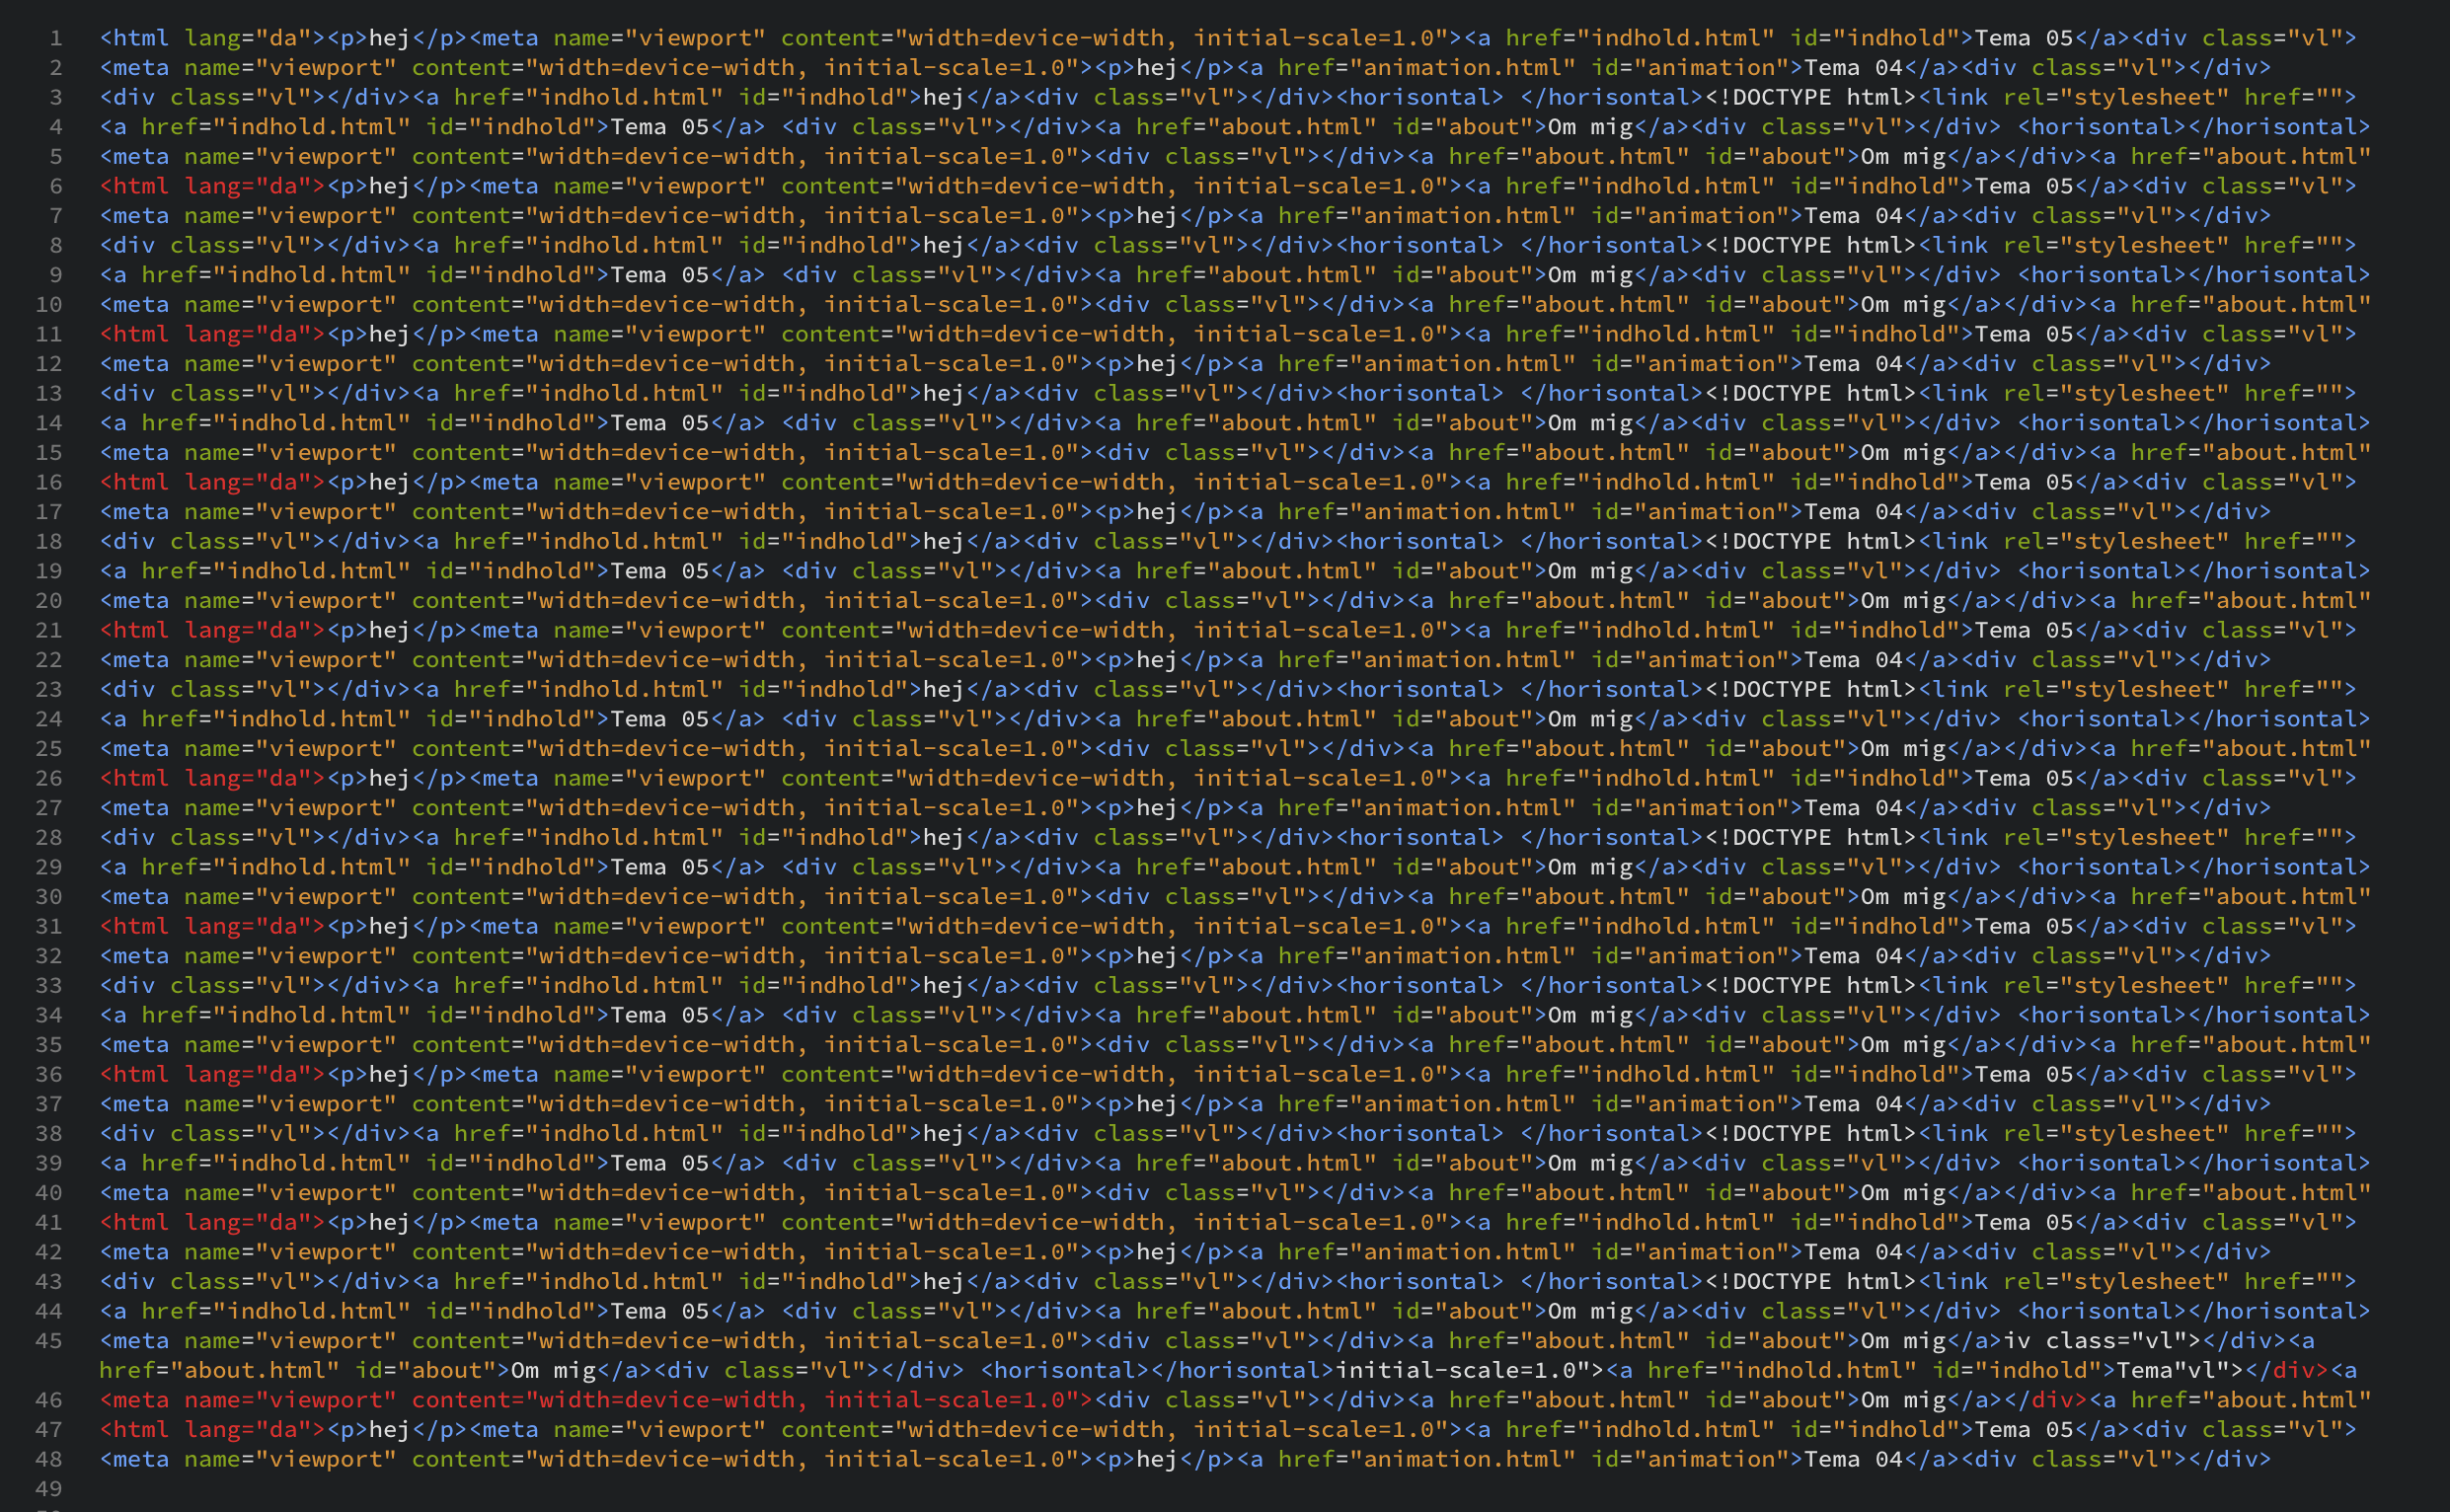 1 <html lang="da"><p>hej</p><meta name="viewport" content="width=device-width, initial-scale=1.0"><a href="indhold.html" id="indhold">Tema 05</a><div class="vl">
2 <meta name="viewport" content="width=device-width, initial-scale=1.0"><p>hej</p><a href="animation.html" id="animation">Tema 04</a><div class="vl"></div>
3 <div class="vl"></div><a href="indhold.html" id="indhold">hej</a><div class="vl"></div><horisontal> </horisontal><!DOCTYPE html><link rel="stylesheet" href="">
4 <a href="indhold.html" id="indhold">Tema 05</a> <div class="vl"></div><a href="about.html" id="about">Om mig</a><div class="vl"></div> <horisontal></horisontal>
5 <meta name="viewport" content="width=device-width, initial-scale=1.0"><div class="vl"></div><a href="about.html" id="about">Om mig</a></div><a href="about.html"
6 <html lang="da"><p>hej</p><meta name="viewport" content="width=device-width, initial-scale=1.0"><a href="indhold.html" id="indhold">Tema 05</a><div class="vl">
7 <meta name="viewport" content="width=device-width, initial-scale=1.0"><p>hej</p><a href="animation.html" id="animation">Tema 04</a><div class="vl"></div>
8 <div class="vl"></div><a href="indhold.html" id="indhold">hej</a><div class="vl"></div><horisontal> </horisontal><!DOCTYPE html><link rel="stylesheet" href="">
9 <a href="indhold.html" id="indhold">Tema 05</a> <div class="vl"></div><a href="about.html" id="about">Om mig</a><div class="vl"></div> <horisontal></horisontal>
10 <meta name="viewport" content="width=device-width, initial-scale=1.0"><div class="vl"></div><a href="about.html" id="about">Om mig</a></div><a href="about.html"
11 <html lang="da"><p>hej</p><meta name="viewport" content="width=device-width, initial-scale=1.0"><a href="indhold.html" id="indhold">Tema 05</a><div class="vl">
12 <meta name="viewport" content="width=device-width, initial-scale=1.0"><p>hej</p><a href="animation.html" id="animation">Tema 04</a><div class="vl"></div>
13 <div class="vl"></div><a href="indhold.html" id="indhold">hej</a><div class="vl"></div><horisontal> </horisontal><!DOCTYPE html><link rel="stylesheet" href="">
14 <a href="indhold.html" id="indhold">Tema 05</a> <div class="vl"></div><a href="about.html" id="about">Om mig</a><div class="vl"></div> <horisontal></horisontal>
15 <meta name="viewport" content="width=device-width, initial-scale=1.0"><div class="vl"></div><a href="about.html" id="about">Om mig</a></div><a href="about.html"
16 <html lang="da"><p>hej</p><meta name="viewport" content="width=device-width, initial-scale=1.0"><a href="indhold.html" id="indhold">Tema 05</a><div class="vl">
17 <meta name="viewport" content="width=device-width, initial-scale=1.0"><p>hej</p><a href="animation.html" id="animation">Tema 04</a><div class="vl"></div>
18 <div class="vl"></div><a href="indhold.html" id="indhold">hej</a><div class="vl"></div><horisontal> </horisontal><!DOCTYPE html><link rel="stylesheet" href="">
19 <a href="indhold.html" id="indhold">Tema 05</a> <div class="vl"></div><a href="about.html" id="about">Om mig</a><div class="vl"></div> <horisontal></horisontal>
20 <meta name="viewport" content="width=device-width, initial-scale=1.0"><div class="vl"></div><a href="about.html" id="about">Om mig</a></div><a href="about.html"
21 <html lang="da"><p>hej</p><meta name="viewport" content="width=device-width, initial-scale=1.0"><a href="indhold.html" id="indhold">Tema 05</a><div class="vl">
22 <meta name="viewport" content="width=device-width, initial-scale=1.0"><p>hej</p><a href="animation.html" id="animation">Tema 04</a><div class="vl"></div>
23 <div class="vl"></div><a href="indhold.html" id="indhold">hej</a><div class="vl"></div><horisontal> </horisontal><!DOCTYPE html><link rel="stylesheet" href="">
24 <a href="indhold.html" id="indhold">Tema 05</a> <div class="vl"></div><a href="about.html" id="about">Om mig</a><div class="vl"></div> <horisontal></horisontal>
25 <meta name="viewport" content="width=device-width, initial-scale=1.0"><div class="vl"></div><a href="about.html" id="about">Om mig</a></div><a href="about.html"
26 <html lang="da"><p>hej</p><meta name="viewport" content="width=device-width, initial-scale=1.0"><a href="indhold.html" id="indhold">Tema 05</a><div class="vl">
27 <meta name="viewport" content="width=device-width, initial-scale=1.0"><p>hej</p><a href="animation.html" id="animation">Tema 04</a><div class="vl"></div>
28 <div class="vl"></div><a href="indhold.html" id="indhold">hej</a><div class="vl"></div><horisontal> </horisontal><!DOCTYPE html><link rel="stylesheet" href="">
29 <a href="indhold.html" id="indhold">Tema 05</a> <div class="vl"></div><a href="about.html" id="about">Om mig</a><div class="vl"></div> <horisontal></horisontal>
30 <meta name="viewport" content="width=device-width, initial-scale=1.0"><div class="vl"></div><a href="about.html" id="about">Om mig</a></div><a href="about.html"
31 <html lang="da"><p>hej</p><meta name="viewport" content="width=device-width, initial-scale=1.0"><a href="indhold.html" id="indhold">Tema 05</a><div class="vl">
32 <meta name="viewport" content="width=device-width, initial-scale=1.0"><p>hej</p><a href="animation.html" id="animation">Tema 04</a><div class="vl"></div>
33 <div class="vl"></div><a href="indhold.html" id="indhold">hej</a><div class="vl"></div><horisontal> </horisontal><!DOCTYPE html><link rel="stylesheet" href="">
34 <a href="indhold.html" id="indhold">Tema 05</a> <div class="vl"></div><a href="about.html" id="about">Om mig</a><div class="vl"></div> <horisontal></horisontal>
35 <meta name="viewport" content="width=device-width, initial-scale=1.0"><div class="vl"></div><a href="about.html" id="about">Om mig</a></div><a href="about.html"
36 <html lang="da"><p>hej</p><meta name="viewport" content="width=device-width, initial-scale=1.0"><a href="indhold.html" id="indhold">Tema 05</a><div class="vl">
37 <meta name="viewport" content="width=device-width, initial-scale=1.0"><p>hej</p><a href="animation.html" id="animation">Tema 04</a><div class="vl"></div>
38 <div class="vl"></div><a href="indhold.html" id="indhold">hej</a><div class="vl"></div><horisontal> </horisontal><!DOCTYPE html><link rel="stylesheet" href="">
39 <a href="indhold.html" id="indhold">Tema 05</a> <div class="vl"></div><a href="about.html" id="about">Om mig</a><div class="vl"></div> <horisontal></horisontal>
40 <meta name="viewport" content="width=device-width, initial-scale=1.0"><div class="vl"></div><a href="about.html" id="about">Om mig</a></div><a href="about.html"
41 <html lang="da"><p>hej</p><meta name="viewport" content="width=device-width, initial-scale=1.0"><a href="indhold.html" id="indhold">Tema 05</a><div class="vl">
42 <meta name="viewport" content="width=device-width, initial-scale=1.0"><p>hej</p><a href="animation.html" id="animation">Tema 04</a><div class="vl"></div>
43 <div class="vl"></div><a href="indhold.html" id="indhold">hej</a><div class="vl"></div><horisontal> </horisontal><!DOCTYPE html><link rel="stylesheet" href="">
44 <a href="indhold.html" id="indhold">Tema 05</a> <div class="vl"></div><a href="about.html" id="about">Om mig</a><div class="vl"></div> <horisontal></horisontal>
45 <meta name="viewport" content="width=device-width, initial-scale=1.0"><div class="vl"></div><a href="about.html" id="about">Om mig</a>iv class="vl"></div><a
href="about.html" id="about">Om mig</a><div class="vl"></div> <horisontal></horisontal>initial-scale=1.0"><a href="indhold.html" id="indhold">Tema"vl"></div><a
46 <meta name="viewport" content="width=device-width, initial-scale=1.0"><div class="vl"></div><a href="about.html" id="about">Om mig</a></div><a href="about.html"
47 <html lang="da"><p>hej</p><meta name="viewport" content="width=device-width, initial-scale=1.0"><a href="indhold.html" id="indhold">Tema 05</a><div class="vl">
48 <meta name="viewport" content="width=device-width, initial-scale=1.0"><p>hej</p><a href="animation.html" id="animation">Tema 04</a><div class="vl"></div>
49